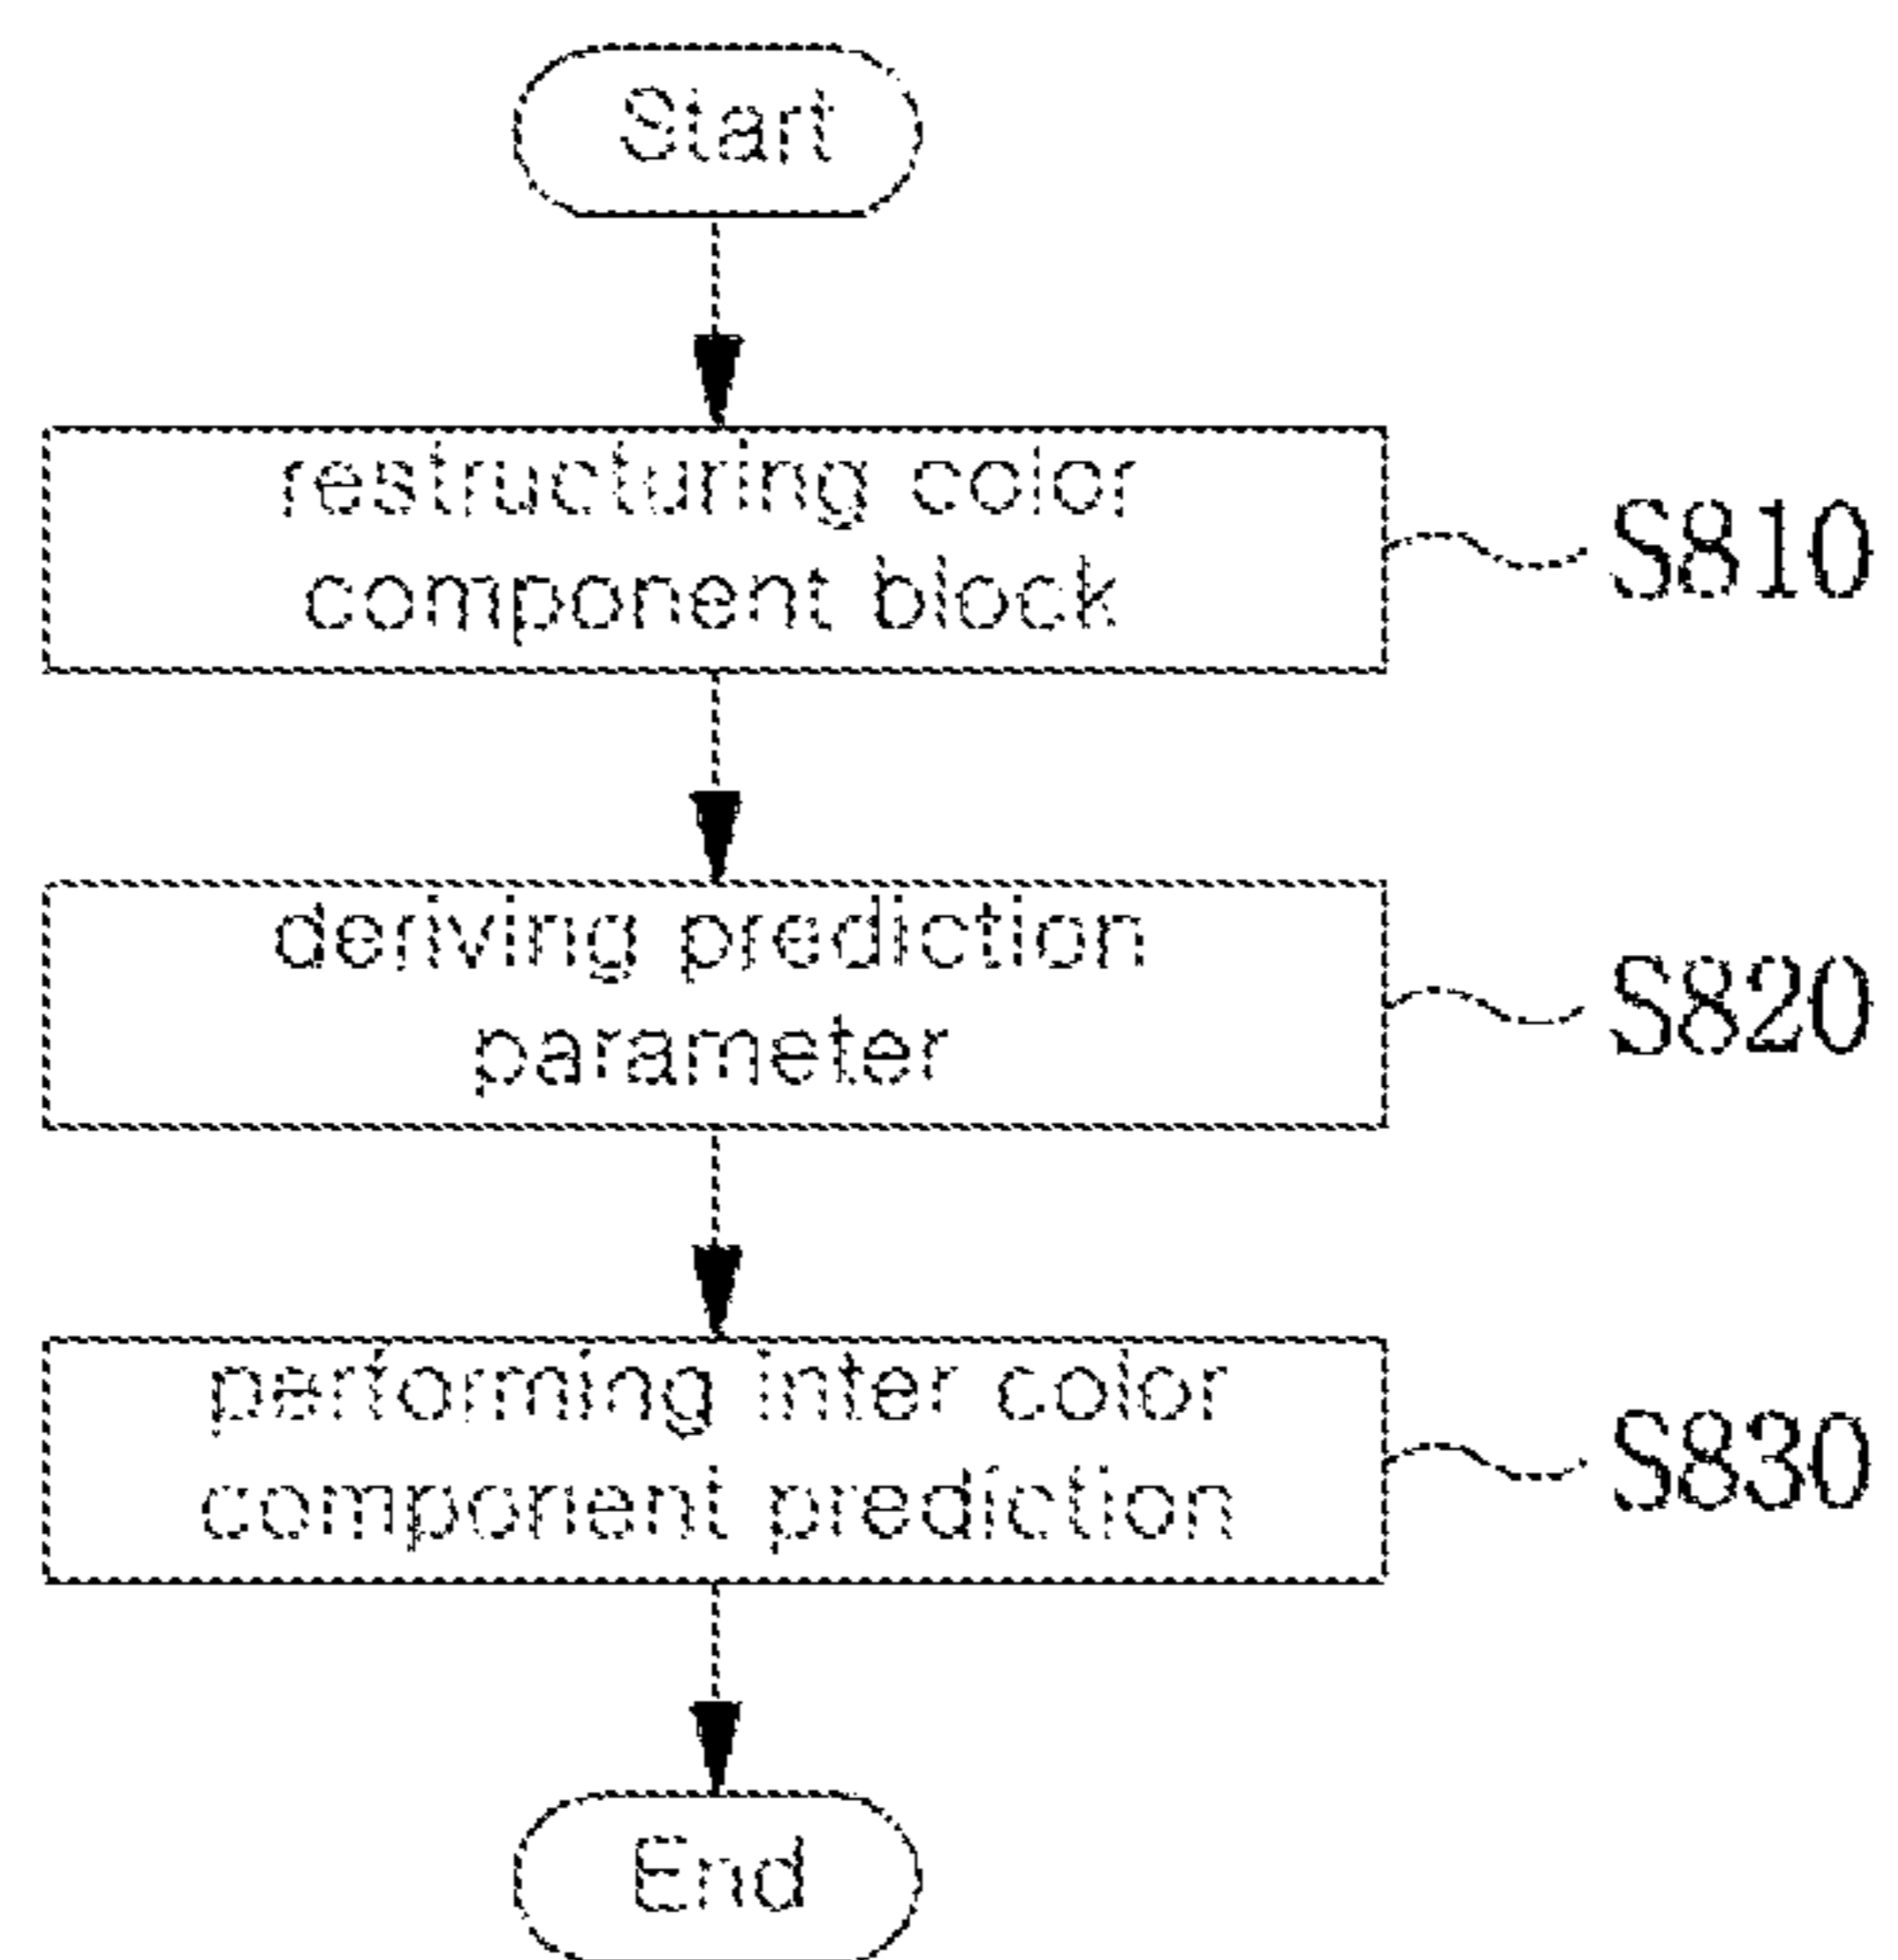 Start
restructuring color
component block
S810
deriving prediction
parameter
S820
performing inter color
component prediction
S830
End